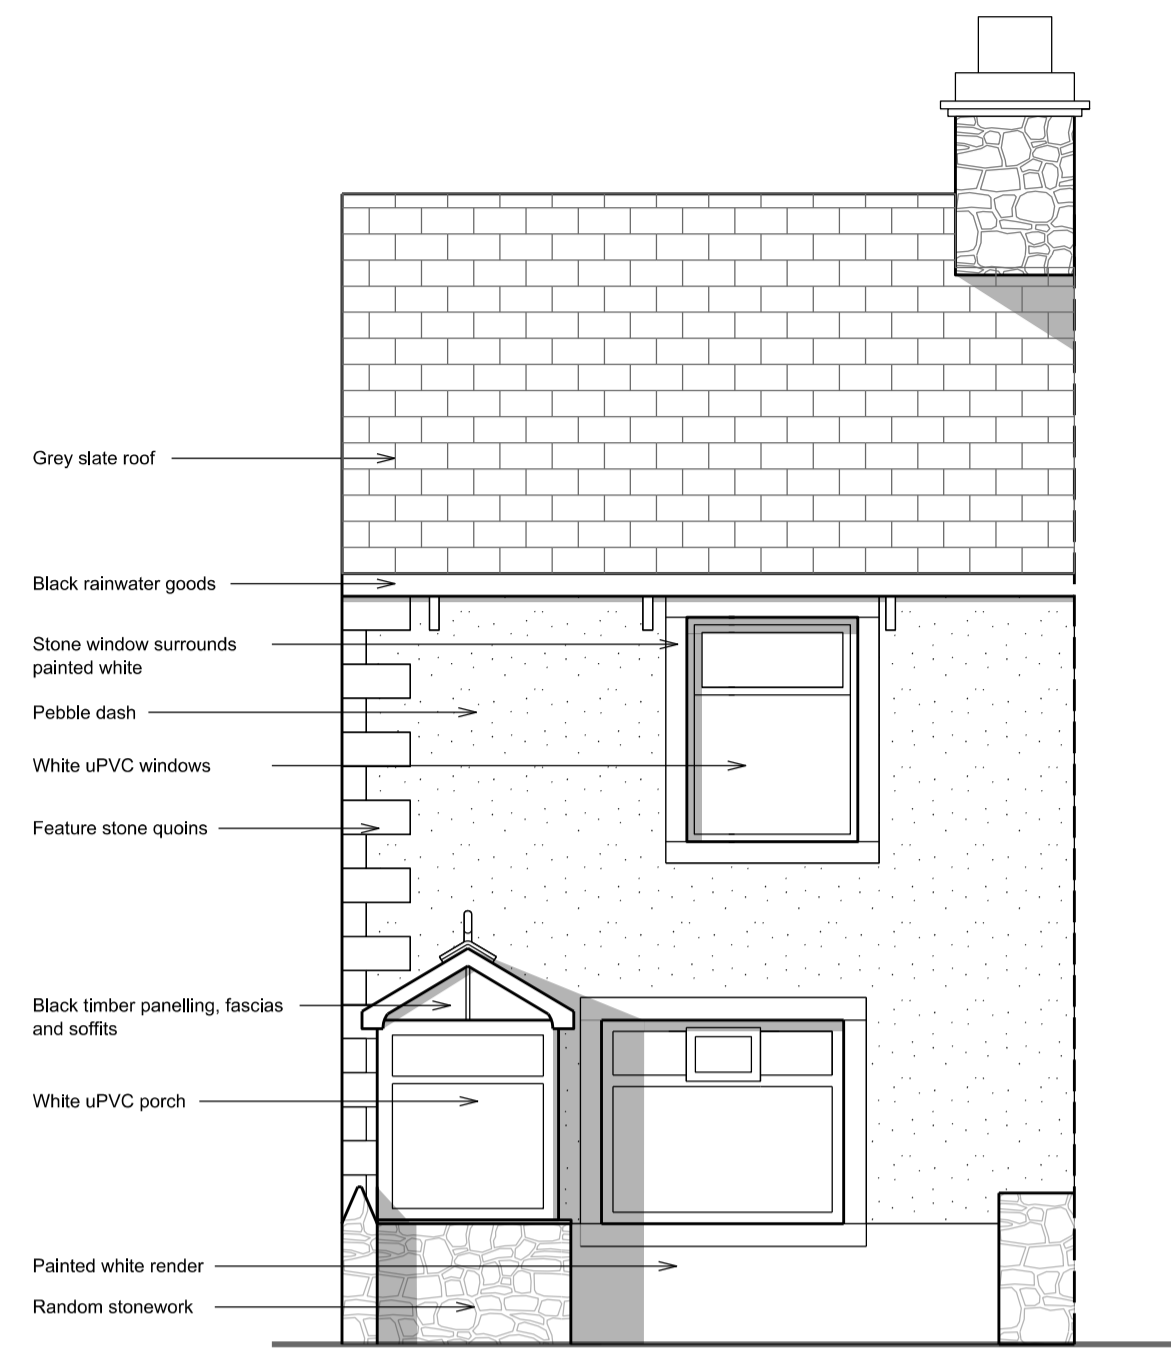 Grey slate roof
Black rainwater goods
Stone window surrounds
painted white
Pebble dash
White uPVC windows
Feature stone quoins
Black timber panelling, fascias
and soffits
White uPVC porch
Painted white render
Random stonework